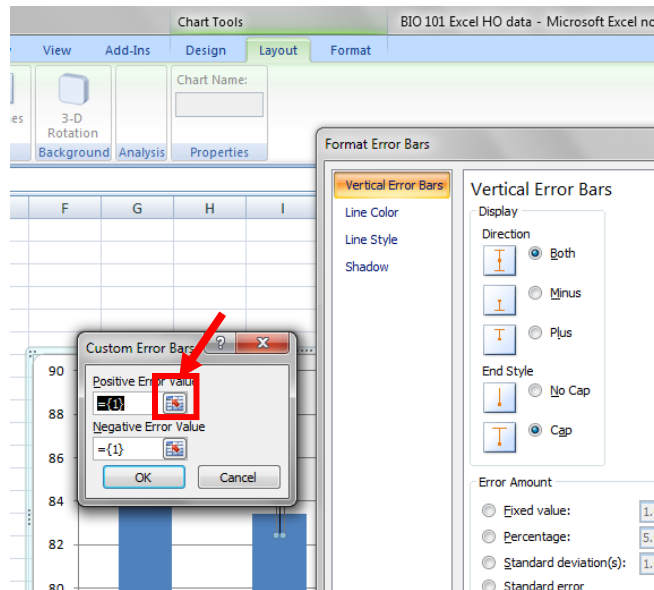 Chart Tools
BIO 101 Excel HO data - Microsoft Excel
View Add-Ins Design Layout Format
Chart Name:
3-D
Rotation
Background Analysis Properties
F G H I
Format Error Bars
Vertical Error Bars
Line Color
Line Style
Shadow
Vertical Error Bars
Display
Direction
Both
Minus
Plus
End Style
No Cap
Cap
Error Amount
Fixed value: 1.
Percentage: 5.
Standard deviation(s): 1.
Standard error
Custom Error Bars ?
Positive Error Value
={1}
Negative Error Value
={1}
OK Cancel
90
88
86
84
82
80